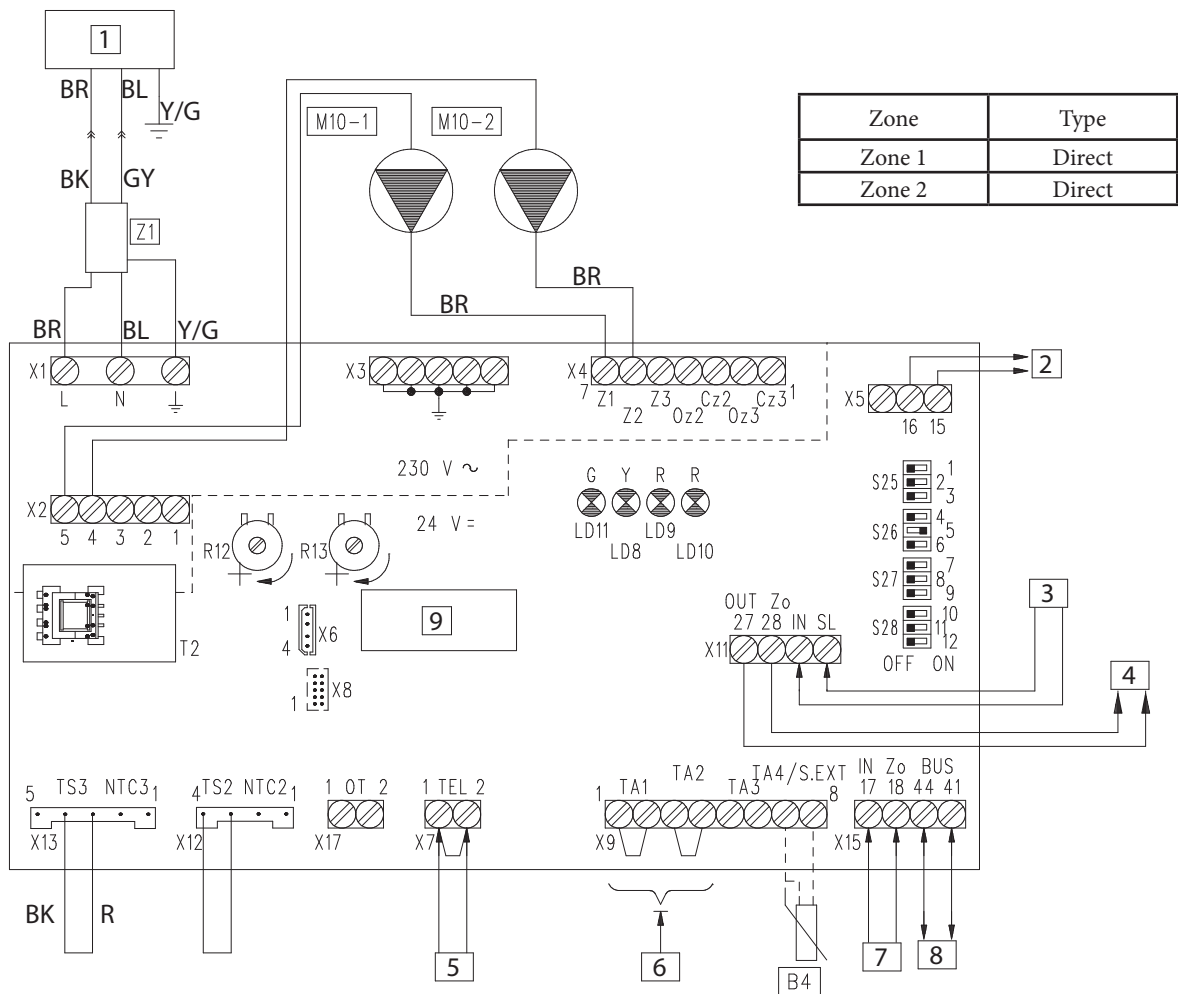 1
BR BL
Y/G
M10-1 M10-2
Zone Type
Zone 1 Direct
Zone 2 Direct
BK GY
Z1
BR
BR
BR BL Y/G
X1 X3 X4 2
L N 7 Z1 Z3 Cz2 Cz3 1
Z2 Oz2 Oz3
X5
16 15
230 V ~
G Y R R
S25 1 2 3
X2
5 4 3 2 1
24 V =
LD11 LD9
LD8 LD10
S26 4 5 6
R12 R13
S27 7 8 9
1
X6
4
9
OUT Zo
27 28 IN SL
3
S28 10 11 12
T2
X11
OFF ON
1 X8
4
TS3 NTC3 TS2 NTC2 1 OT 2 1 TEL 2
5 1 4 1
TA4/S.EXT
1 TA1 TA2 TA3 8
IN Zo BUS
17 18 44 41
X13 X12 X17 X7 X9 X15
BK R
5 6 7 8
B4